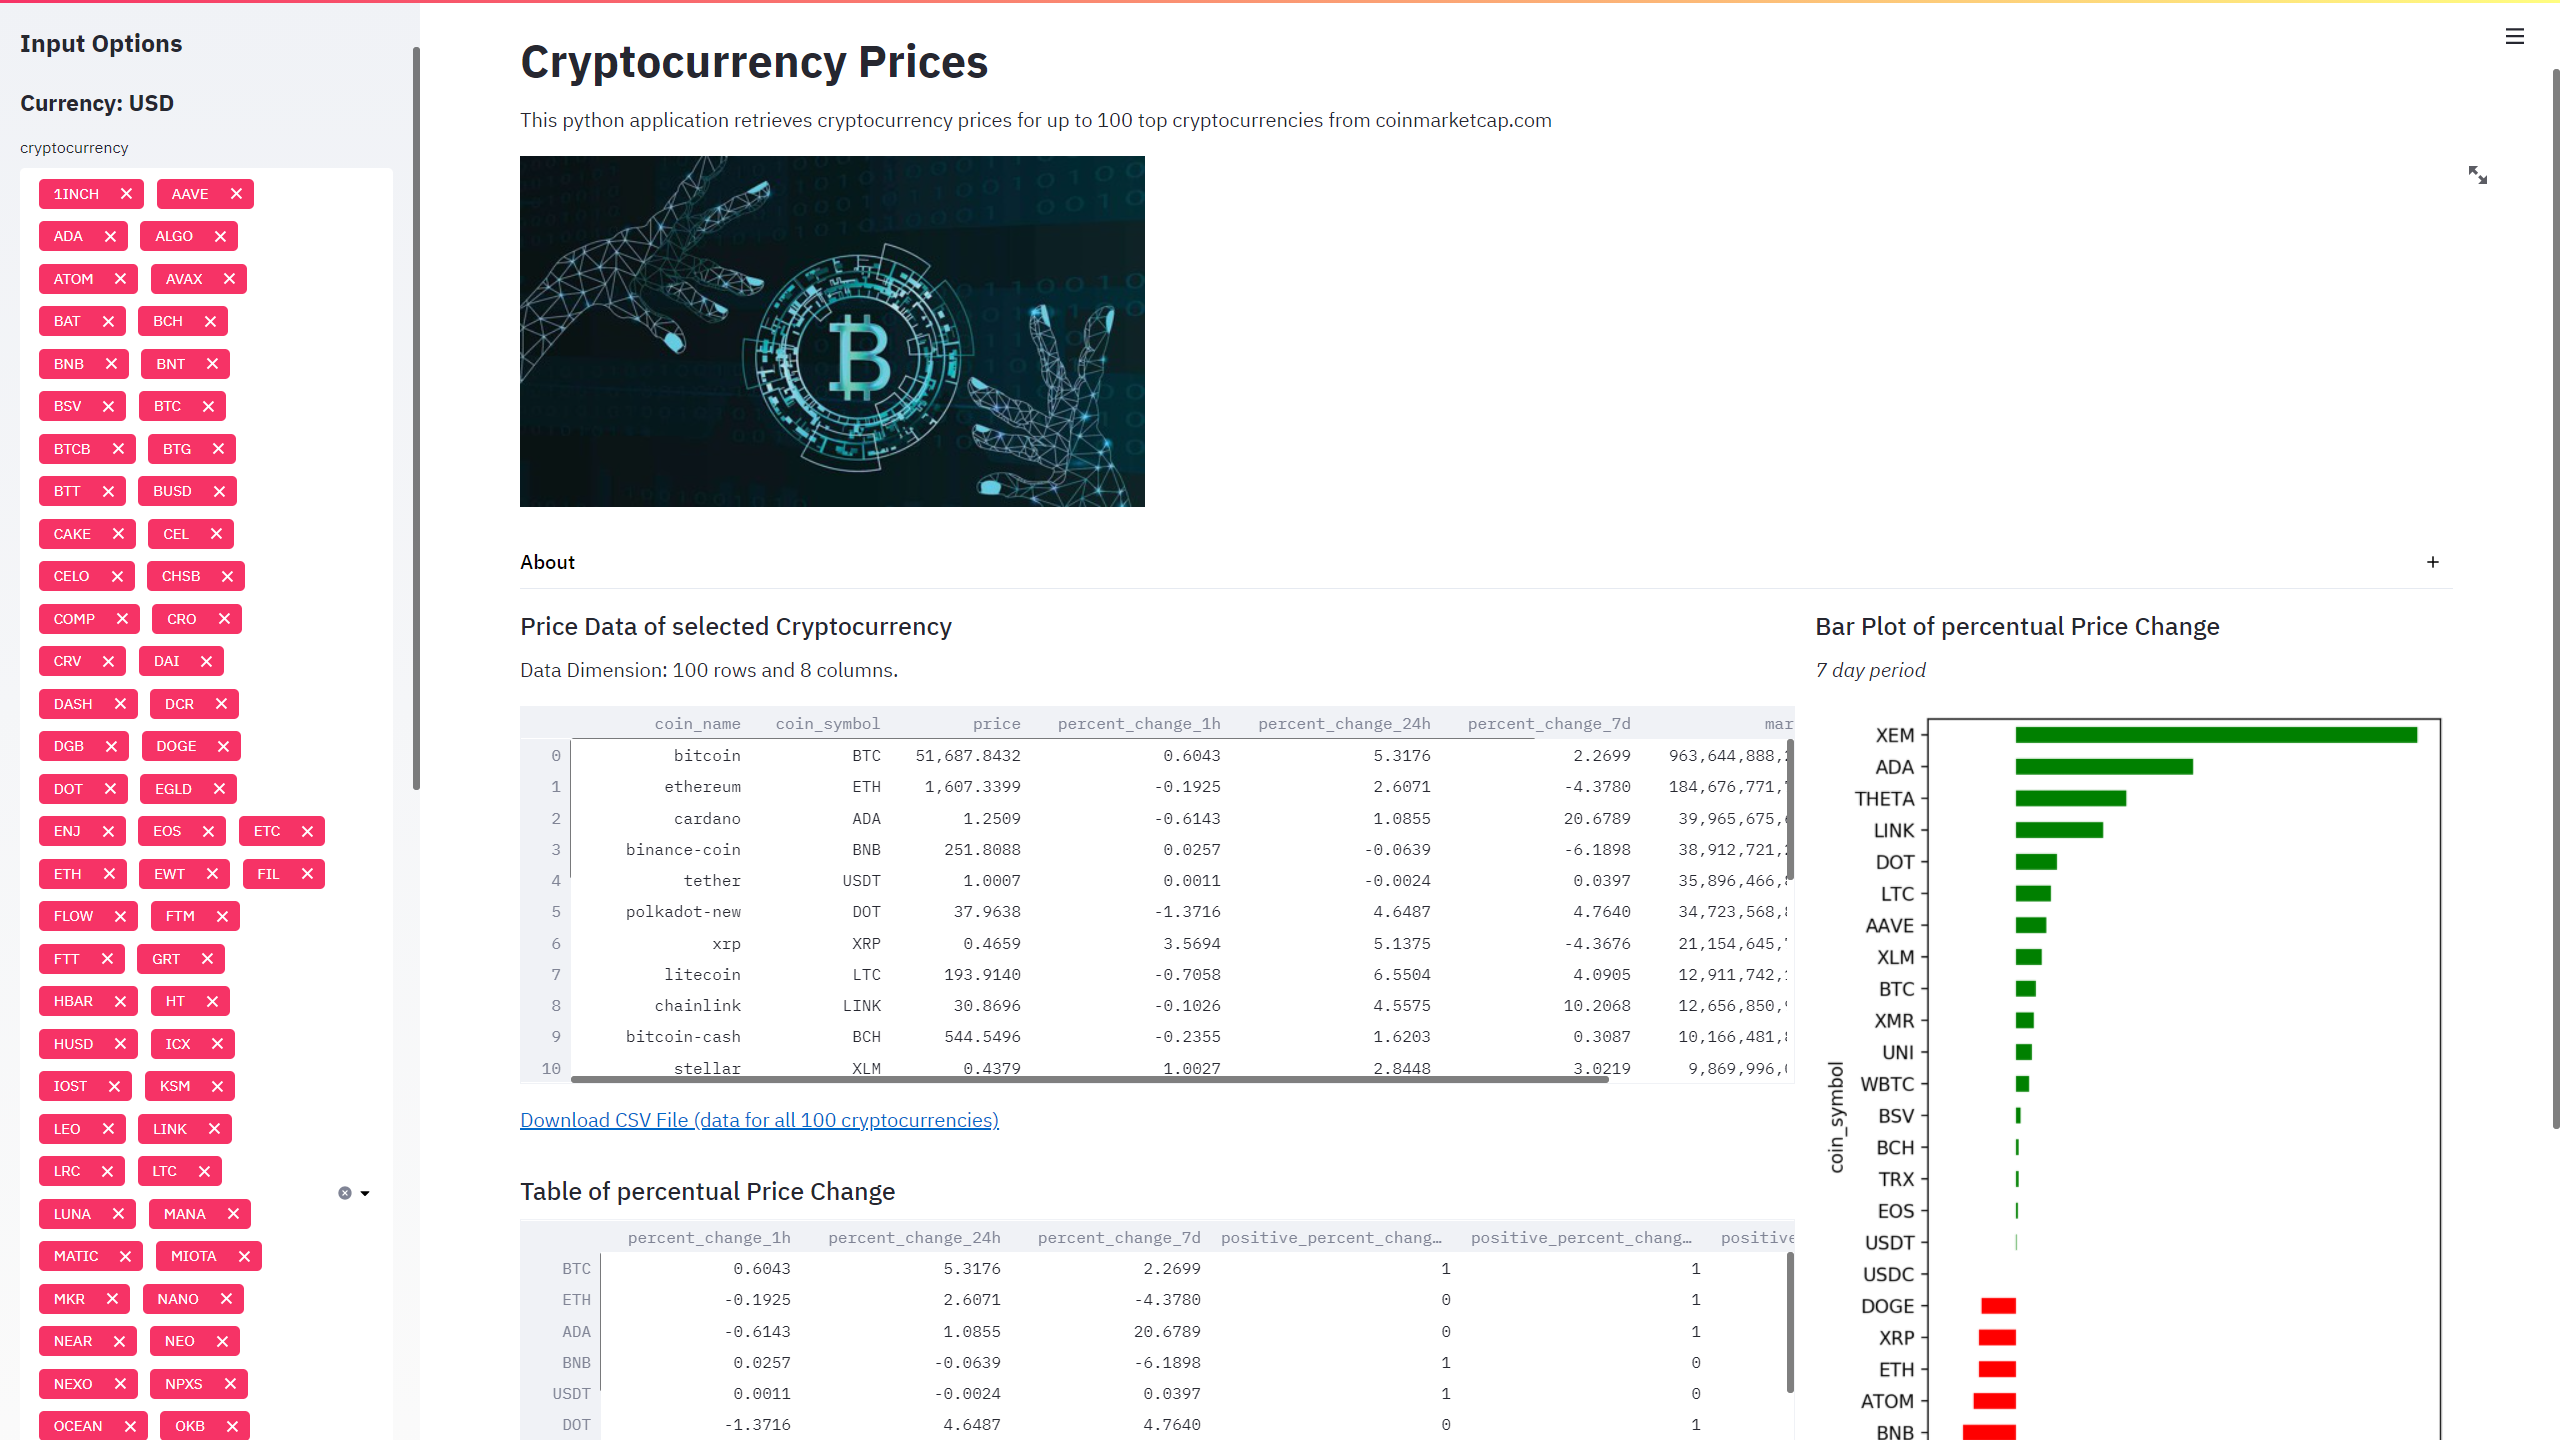 Input Options
Currency: USD
cryptocurrency
1INCH AAVE
ADA ALGO
ATOM AVAX
BAT BCH
BNB BNT
BSV BTC
BTCB BTG
BTT BUSD
CAKE CEL
CELO CHSB
COMP CRO
CRV DAI
DASH DCR
DGB DOGE
DOT EGLD
ENJ EOS ETC
ETH EWT FIL
FLOW FTM
FTT GRT
HBAR HT
HUSD ICX
IOST KSM
LEO LINK
LRC LTC
LUNA MANA
MATIC MIOTA
MKR NANO
NEAR NEO
NEXO NPXS
OCEAN OKB
Cryptocurrency Prices
This python application retrieves cryptocurrency prices for up to 100 top cryptocurrencies from coinmarketcap.com
About
Price Data of selected Cryptocurrency
Data Dimension: 100 rows and 8 columns.
coin_name coin_symbol price percent_change_1h percent_change_24h percent_change_7d mar
0 bitcoin BTC 51,687.8432 0.6043 5.3176 2.2699 963,644,888,
1 ethereum ETH 1,607.3399 -0.1925 2.6071 -4.3780 184,676,771,
2 cardano ADA 1.2509 -0.6143 1.0855 20.6789 39,965,675,
3 binance-coin BNB 251.8088 0.0257 -0.0639 -6.1898 38,912,721,
4 tether USDT 1.0007 0.0011 -0.0024 0.0397 35,896,466,
5 polkadot-new DOT 37.9638 -1.3716 4.6487 4.7640 34,723,568,
6 xrp XRP 0.4659 3.5694 5.1375 -4.3676 21,154,645,
7 litecoin LTC 193.9140 -0.7058 6.5504 4.0905 12,911,742,
8 chainlink LINK 30.8696 -0.1026 4.5575 10.2068 12,656,850,
9 bitcoin-cash BCH 544.5496 -0.2355 1.6203 0.3087 10,166,481,
10 stellar XLM 0.4379 1.0027 2.8448 3.0219 9,869,996,
Download CSV File (data for all 100 cryptocurrencies)
Table of percentual Price Change
percent_change_1h percent_change_24h percent_change_7d positive_percent_chang… positive_percent_chang… positive
BTC 0.6043 5.3176 2.2699 1 1
ETH -0.1925 2.6071 -4.3780 0 1
ADA -0.6143 1.0855 20.6789 0 1
BNB 0.0257 -0.0639 -6.1898 1 0
USDT 0.0011 -0.0024 0.0397 1 0
DOT -1.3716 4.6487 4.7640 0 1
Bar Plot of percentual Price Change
7 day period
coin_symbol
XEM
ADA
THETA
LINK
DOT
LTC
AAVE
XLM
BTC
XMR
UNI
WBTC
BSV
BCH
TRX
EOS
USDT
USDC
DOGE
XRP
ETH
ATOM
BNB